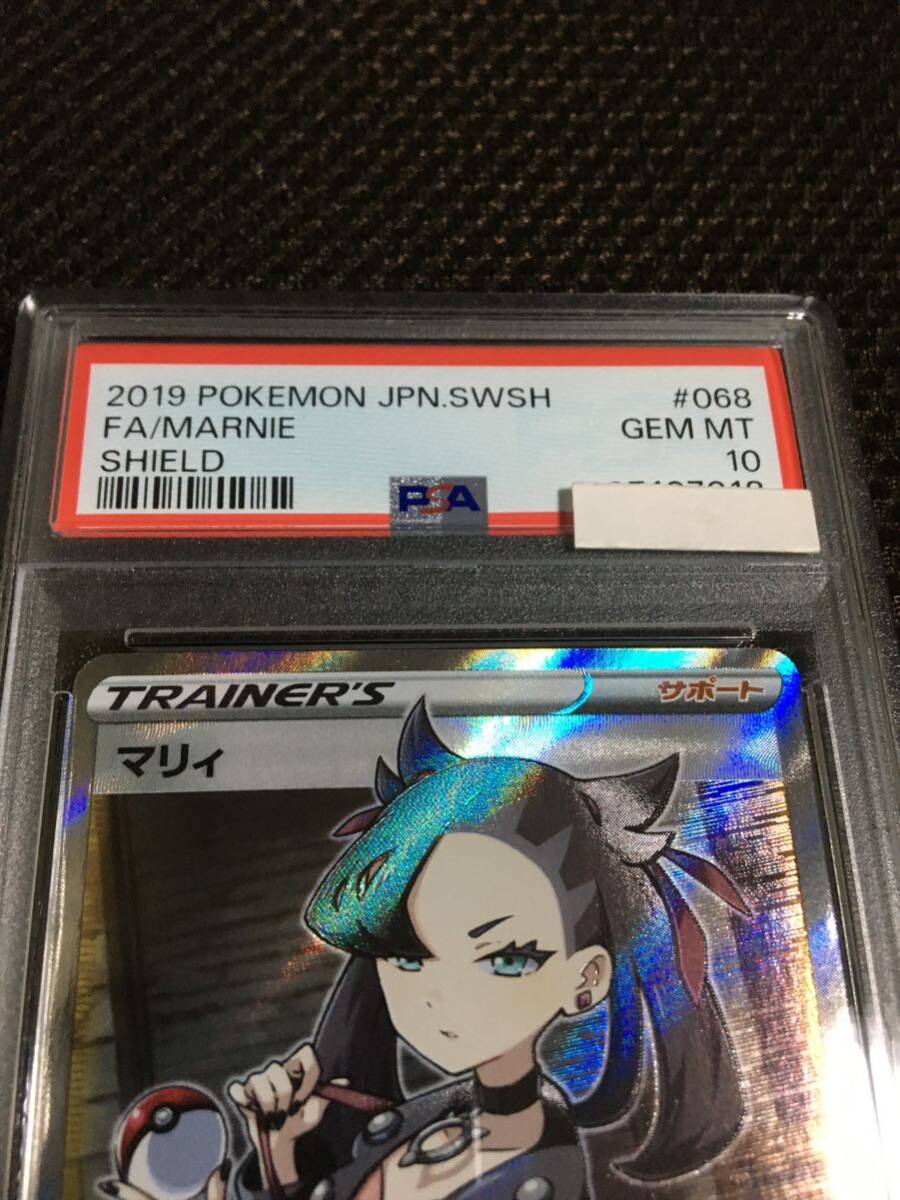 2019 POKEMON JPN.SWSH #068
FA/MARNIE GEM MT
SHIELD 10
PSA
TRAINER'S サポート
マリィ